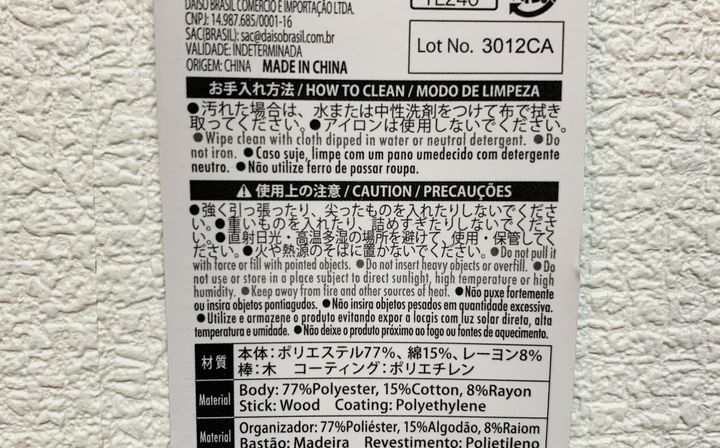 DAISO BRASIL COMÉRCIO E IMPORTAÇÃO LTDA.
CNPJ: 14.987.685/0001-16
SAC(BRASIL): sac@daisobrasil.com.br
VALIDADE: INDETERMINADA
ORIGEM: CHINA MADE IN CHINA
Lot No. 3012CA
お手入れ方法 / HOW TO CLEAN / MODO DE LIMPEZA
●汚れた場合は、水または中性洗剤をつけて布で拭き
取ってください。●アイロンは使用しないでください。
●Wipe clean with cloth dipped in water or neutral detergent. ●Do
not iron. ●Caso suje, limpe com um pano umedecido com detergente
neutro. ●Não utilize ferro de passar roupa.
⚠ 使用上の注意 / CAUTION / PRECAUÇÕES
●強く引っ張ったり、尖ったものを入れたりしないでくださ
い。●重いものを入れたり、詰めすぎたりしないでくださ
い。●直射日光・高温多湿の場所を避けて、使用・保管してく
ださい。●火や熱源のそばに置かないでください。●Do not pull it
with force or fill with pointed objects. ●Do not insert heavy objects or overfill. ●Do
not use or store in a place subject to direct sunlight, high temperature or high
humidity. ●Keep away from fire and other sources of heat. ●Não puxe fortemente
ou insira objetos pontiagudos. ●Não insira objetos pesados em quantidade excessiva.
●Utilize e armazene o produto evitando expor a locais com luz solar direta, alta
temperatura e umidade. ●Não deixe o produto próximo ao fogo ou fontes de aquecimento.
材質 本体:ポリエステル77%、綿15%、レーヨン8%
棒:木 コーティング:ポリエチレン
Material Body: 77%Polyester, 15%Cotton, 8%Rayon
Stick: Wood Coating: Polyethylene
Material Organizador: 77%Poliéster, 15%Algodão, 8%Raiom
Bastão: Madeira Revestimento: Polietileno